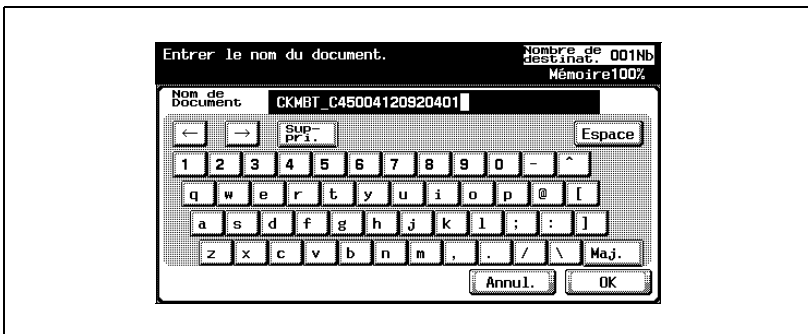 Entrer le nom du document.
Nombre de destinat. 001Nb
Mémoire100%
Nom de Document CKMBT_C45004120920401
← → Sup-pri. Espace
1 2 3 4 5 6 7 8 9 0 - ^
q w e r t y u i o p @ [
a s d f g h j k l ; : ]
z x c v b n m , . / \ Maj.
Annul. OK